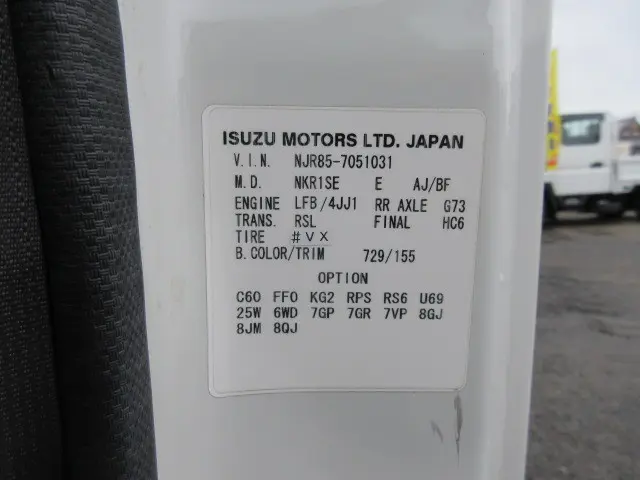 ISUZU MOTORS LTD. JAPAN
V.I.N. NJR85-7051031
M.D. NKR1SE E AJ/BF
ENGINE LFB/4JJ1 RR AXLE G73
TRANS. RSL FINAL HC6
TIRE #VX
B.COLOR/TRIM 729/155
OPTION
C60 FF0 KG2 RPS RS6 U69
25W 6WD 7GP 7GR 7VP 8GJ
8JM 8QJ